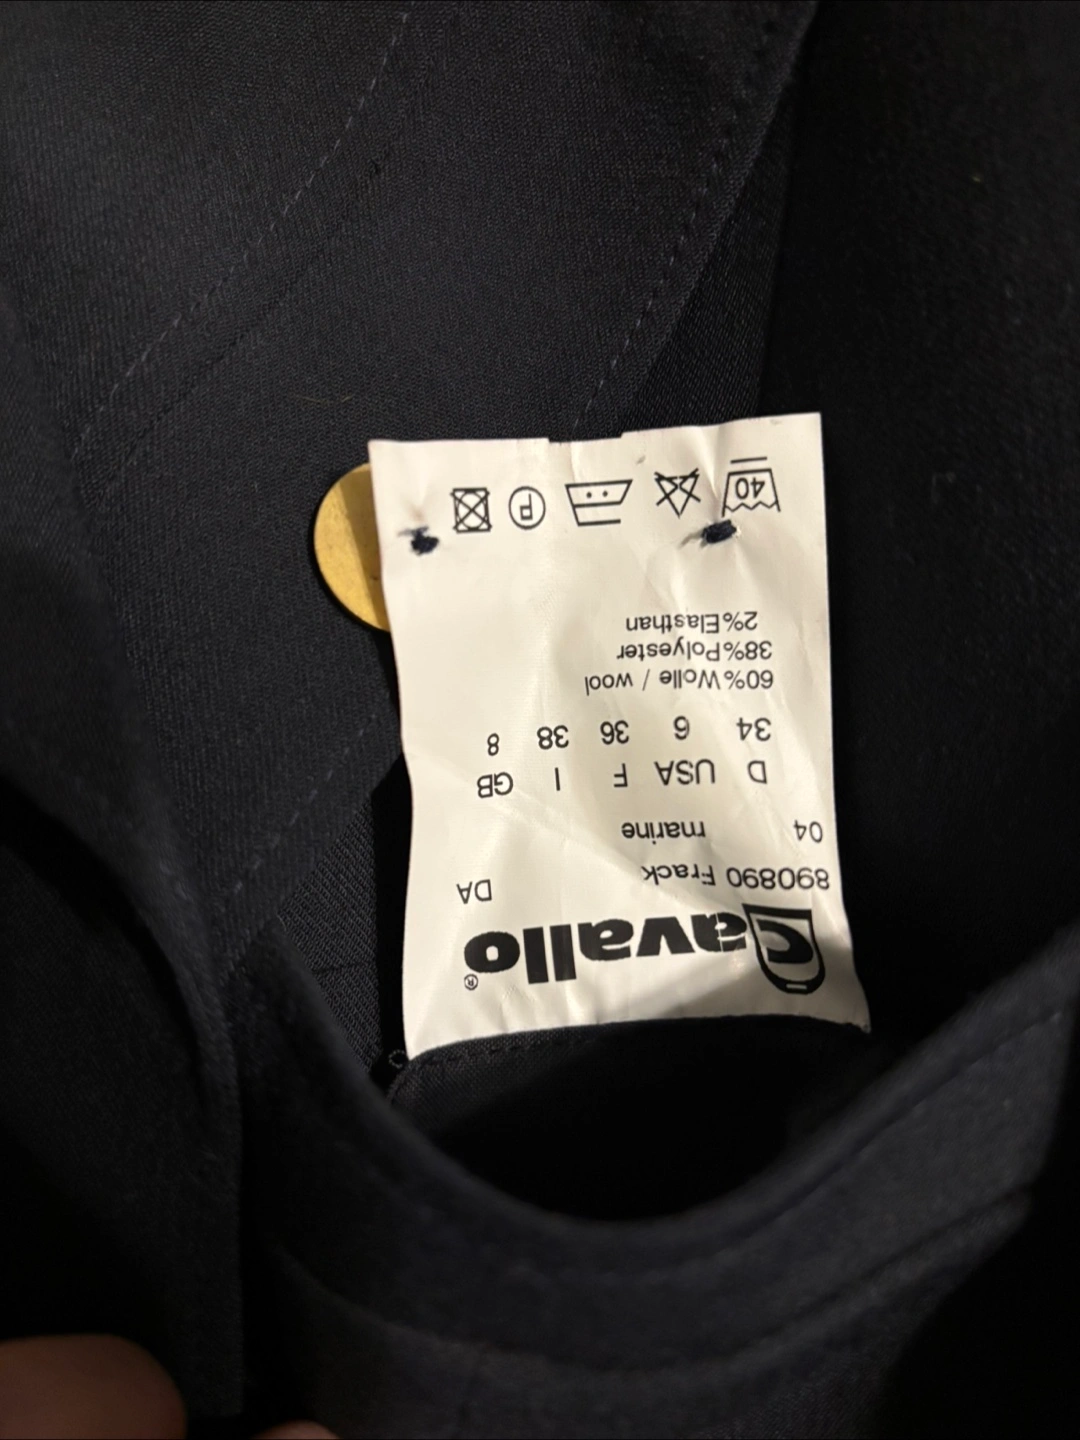 Cavallo®
890890 Frack DA
04 marine
D USA F I GB
34 6 36 38 8
60%Wolle / wool
38%Polyester
2%Elasthan
40 P